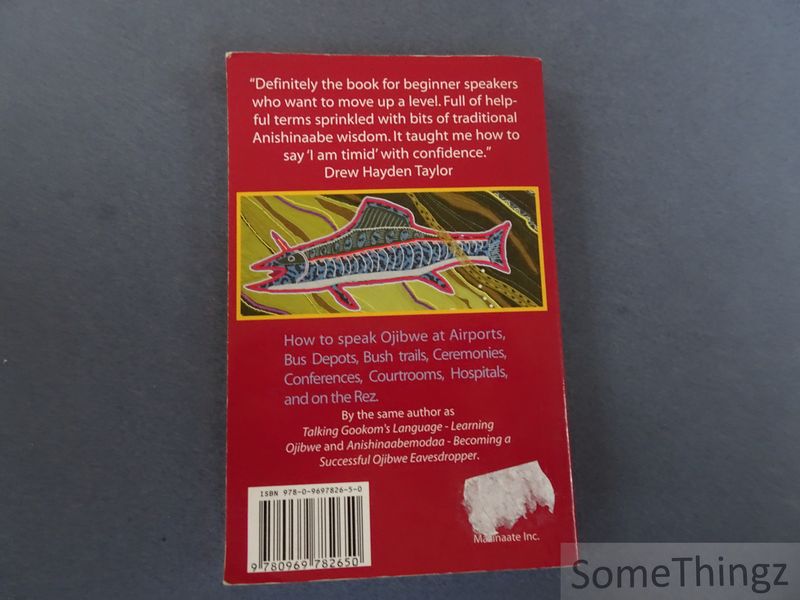 “Definitely the book for beginner speakers
who want to move up a level. Full of help-
ful terms sprinkled with bits of traditional
Anishinaabe wisdom. It taught me how to
say ‘I am timid’ with confidence.”
Drew Hayden Taylor
How to speak Ojibwe at Airports,
Bus Depots, Bush trails, Ceremonies,
Conferences, Courtrooms, Hospitals,
and on the Rez.
By the same author as
Talking Gookom's Language - Learning
Ojibwe and Anishinaabemodaa - Becoming a
Successful Ojibwe Eavesdropper.
ISBN 978-0-9697826-5-0
9 780969 782650
Inc.
SomeThingz